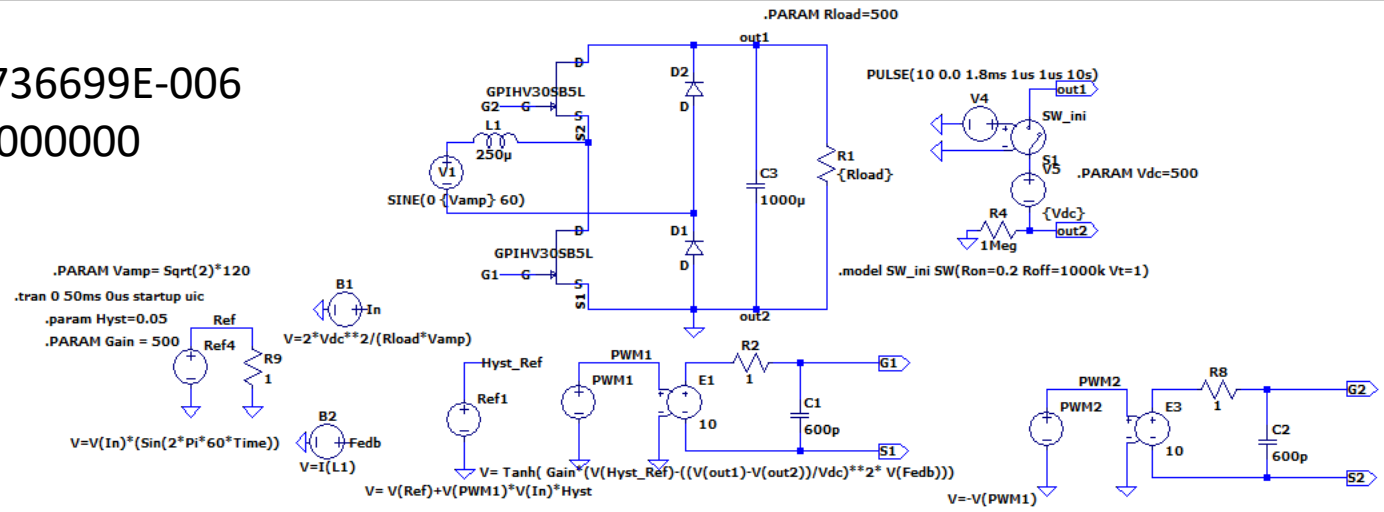 .PARAM Rload=500
736699E-006
000000
out1
D
D2
D
GPIHV30SB5L
G2
G
S
S2
L1
250µ
V1
SINE(0 {Vamp} 60)
C3
1000µ
R1
{Rload}
D
GPIHV30SB5L
G1
G
S
S1
D1
D
out2
PULSE(10 0.0 1.8ms 1us 1us 10s)
out1
V4
SW_ini
S1
V5
.PARAM Vdc=500
{Vdc}
R4
1Meg
out2
.model SW_ini SW(Ron=0.2 Roff=1000k Vt=1)
.PARAM Vamp= Sqrt(2)*120
.tran 0 50ms 0us startup uic
.param Hyst=0.05
.PARAM Gain = 500
Ref
Ref4
R9
1
V=V(In)*(Sin(2*Pi*60*Time))
B1
In
V=2*Vdc**2/(Rload*Vamp)
B2
Fedb
V=I(L1)
Hyst_Ref
Ref1
V= V(Ref)+V(PWM1)*V(In)*Hyst
PWM1
PWM1
E1
10
R2
1
C1
600p
G1
S1
V= Tanh( Gain*(V(Hyst_Ref)-((V(out1)-V(out2))/Vdc)**2* V(Fedb)))
PWM2
PWM2
E3
10
R8
1
C2
600p
G2
S2
V=-V(PWM1)